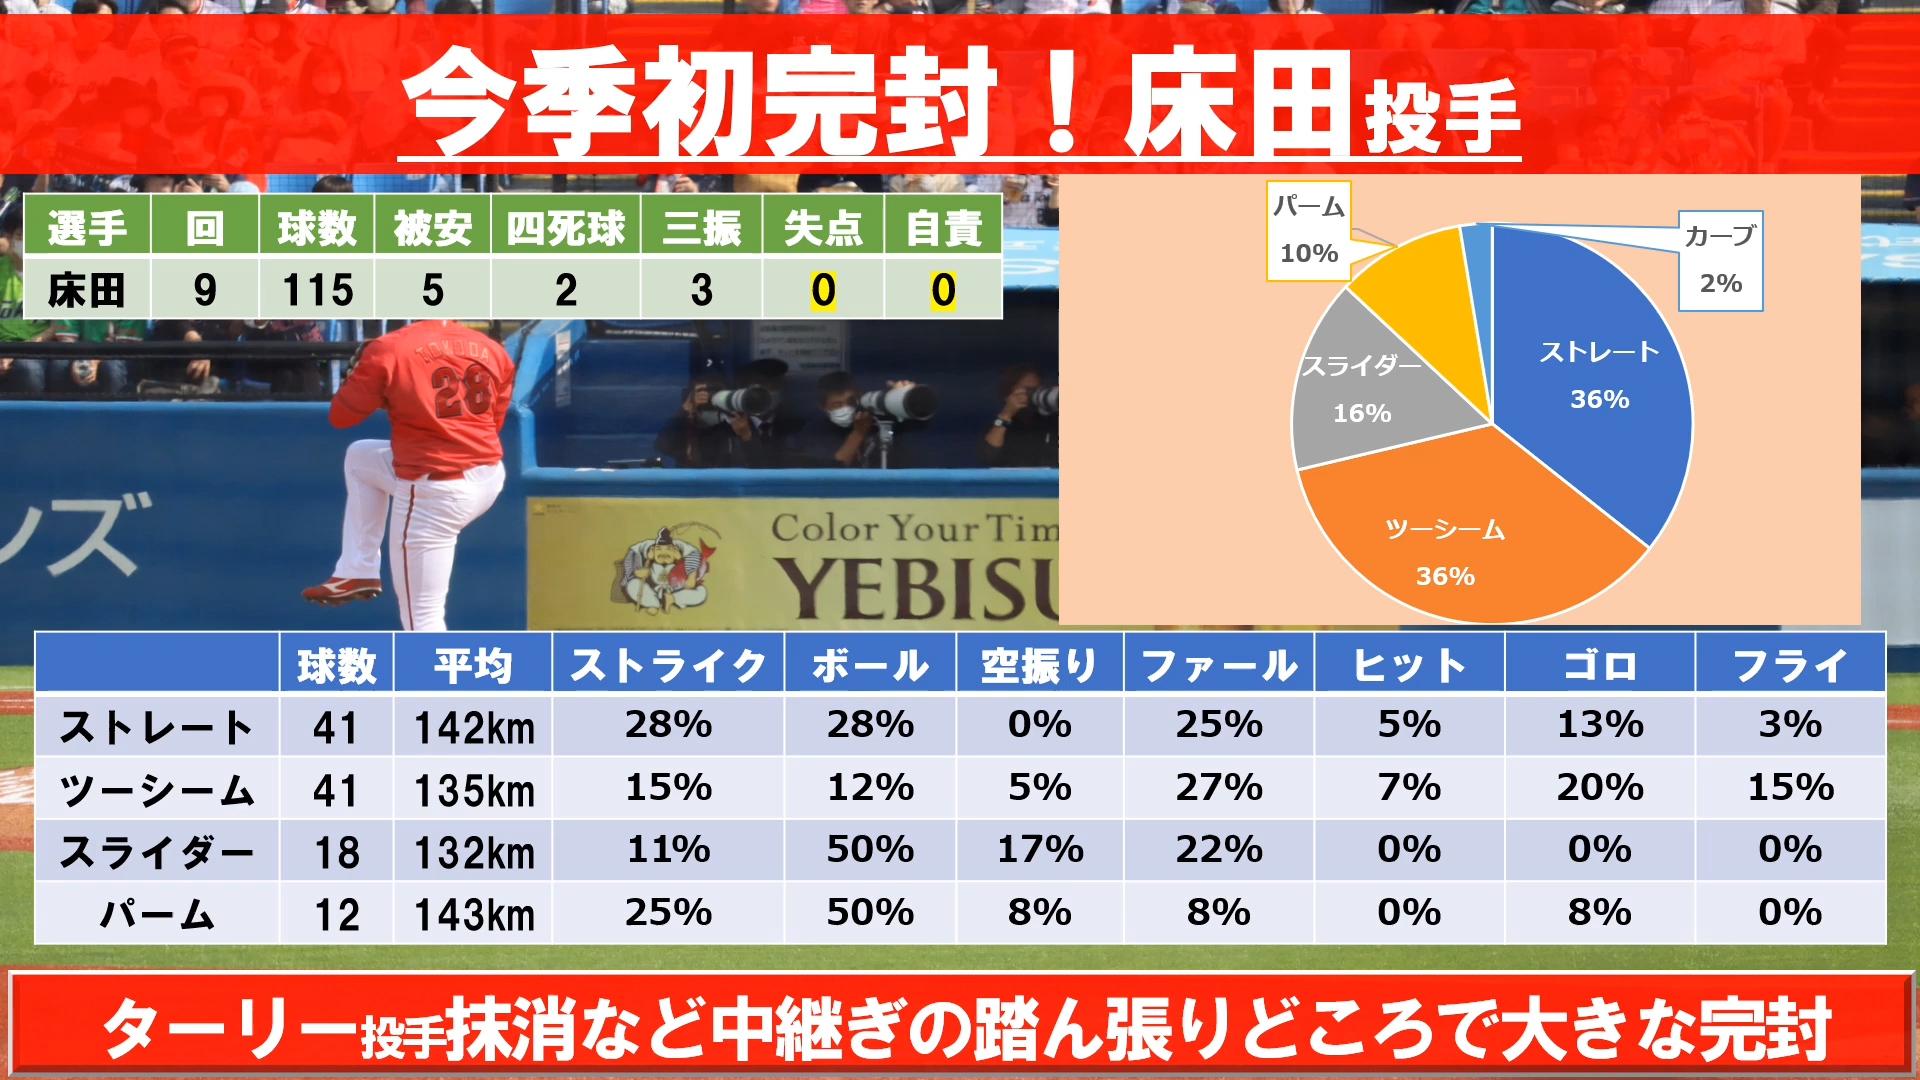 今季初完封！床田投手
選手 回 球数 被安 四死球 三振 失点 自責
床田 9 115 5 2 3 0 0
パーム
10%
カーブ
2%
ストレート
36%
スライダー
16%
ツーシーム
36%
TOKODA
28
ンズ
Color Your Tim
YEBISU
球数 平均 ストライク ボール 空振り ファール ヒット ゴロ フライ
ストレート 41 142km 28% 28% 0% 25% 5% 13% 3%
ツーシーム 41 135km 15% 12% 5% 27% 7% 20% 15%
スライダー 18 132km 11% 50% 17% 22% 0% 0% 0%
パーム 12 143km 25% 50% 8% 8% 0% 8% 0%
ターリー投手抹消など中継ぎの踏ん張りどころで大きな完封